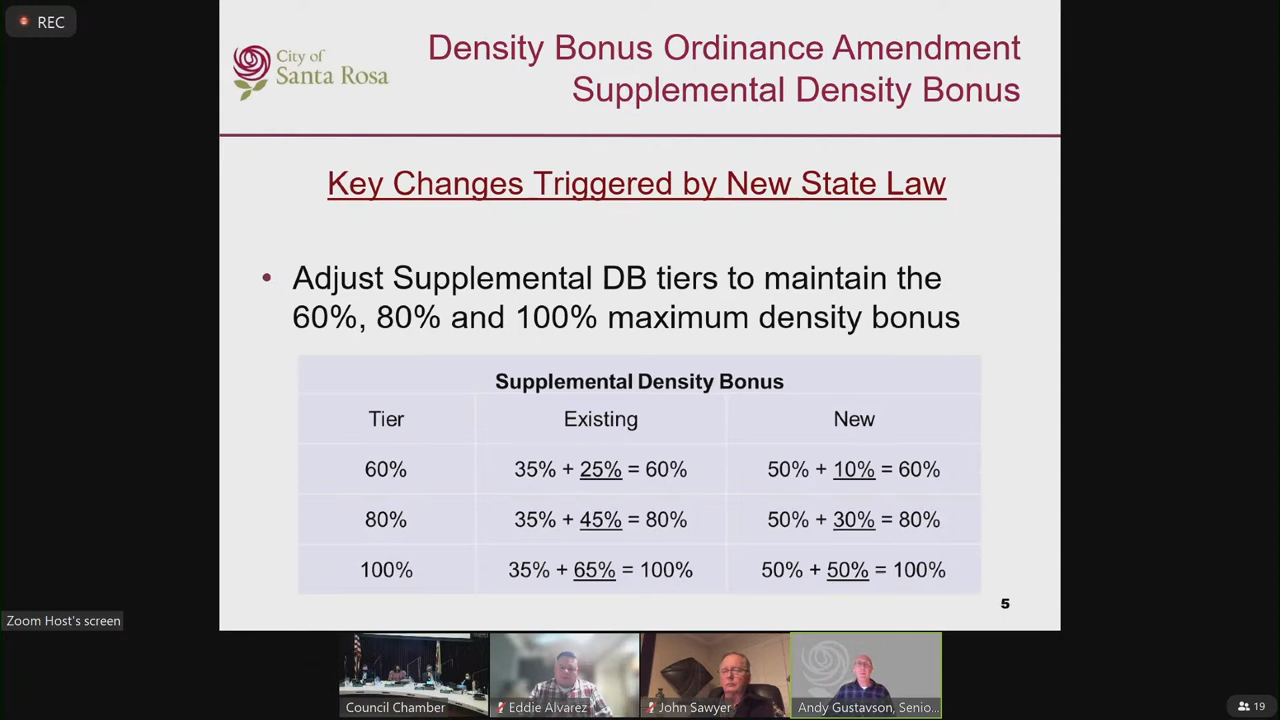 REC
City of
Santa Rosa
Density Bonus Ordinance Amendment
Supplemental Density Bonus
Key Changes Triggered by New State Law
• Adjust Supplemental DB tiers to maintain the
60%, 80% and 100% maximum density bonus
Supplemental Density Bonus
Tier Existing New
60% 35% + 25% = 60% 50% + 10% = 60%
80% 35% + 45% = 80% 50% + 30% = 80%
100% 35% + 65% = 100% 50% + 50% = 100%
5
Zoom Host's screen
Council Chamber
Eddie Alvarez
John Sawyer
Andy Gustavson, Senio...
19